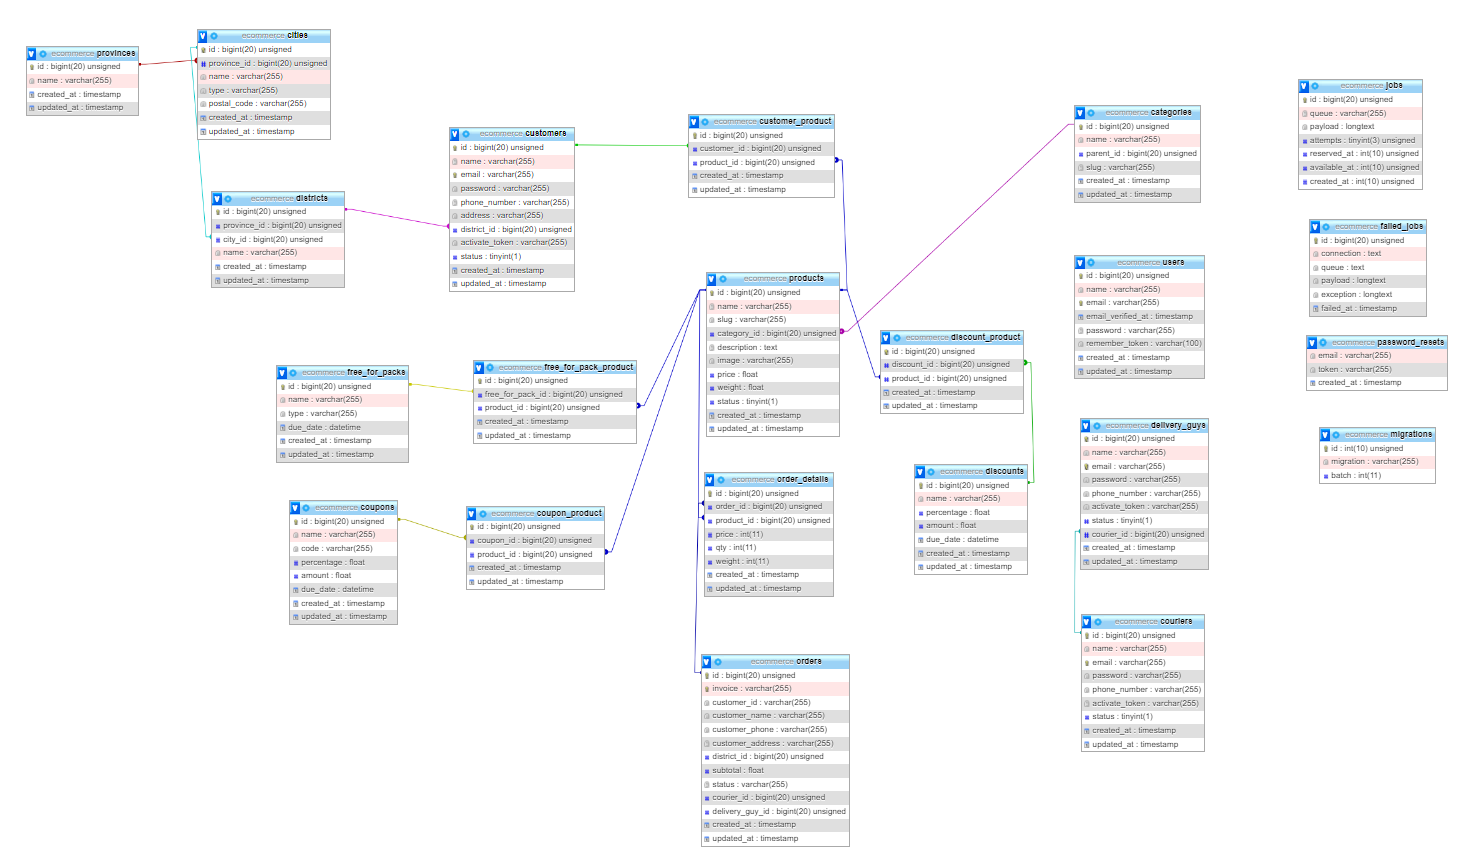 ecommerce provinces
id : bigint(20) unsigned
name : varchar(255)
created_at : timestamp
updated_at : timestamp
ecommerce cities
id : bigint(20) unsigned
province_id : bigint(20) unsigned
name : varchar(255)
type : varchar(255)
postal_code : varchar(255)
created_at : timestamp
updated_at : timestamp
ecommerce districts
id : bigint(20) unsigned
province_id : bigint(20) unsigned
city_id : bigint(20) unsigned
name : varchar(255)
created_at : timestamp
updated_at : timestamp
ecommerce customers
id : bigint(20) unsigned
name : varchar(255)
email : varchar(255)
password : varchar(255)
phone_number : varchar(255)
address : varchar(255)
district_id : bigint(20) unsigned
activate_token : varchar(255)
status : tinyint(1)
created_at : timestamp
updated_at : timestamp
ecommerce customer_product
id : bigint(20) unsigned
customer_id : bigint(20) unsigned
product_id : bigint(20) unsigned
created_at : timestamp
updated_at : timestamp
ecommerce categories
id : bigint(20) unsigned
name : varchar(255)
parent_id : bigint(20) unsigned
slug : varchar(255)
created_at : timestamp
updated_at : timestamp
ecommerce jobs
id : bigint(20) unsigned
queue : varchar(255)
payload : longtext
attempts : tinyint(3) unsigned
reserved_at : int(10) unsigned
available_at : int(10) unsigned
created_at : int(10) unsigned
ecommerce failed_jobs
id : bigint(20) unsigned
connection : text
queue : text
payload : longtext
exception : longtext
failed_at : timestamp
ecommerce users
id : bigint(20) unsigned
name : varchar(255)
email : varchar(255)
email_verified_at : timestamp
password : varchar(255)
remember_token : varchar(100)
created_at : timestamp
updated_at : timestamp
ecommerce password_resets
email : varchar(255)
token : varchar(255)
created_at : timestamp
ecommerce products
id : bigint(20) unsigned
name : varchar(255)
slug : varchar(255)
category_id : bigint(20) unsigned
description : text
image : varchar(255)
price : float
weight : float
status : tinyint(1)
created_at : timestamp
updated_at : timestamp
ecommerce discount_product
id : bigint(20) unsigned
discount_id : bigint(20) unsigned
product_id : bigint(20) unsigned
created_at : timestamp
updated_at : timestamp
ecommerce free_for_packs
id : bigint(20) unsigned
name : varchar(255)
type : varchar(255)
due_date : datetime
created_at : timestamp
updated_at : timestamp
ecommerce free_for_pack_product
id : bigint(20) unsigned
free_for_pack_id : bigint(20) unsigned
product_id : bigint(20) unsigned
created_at : timestamp
updated_at : timestamp
ecommerce delivery_guys
id : bigint(20) unsigned
name : varchar(255)
email : varchar(255)
password : varchar(255)
phone_number : varchar(255)
activate_token : varchar(255)
status : tinyint(1)
courier_id : bigint(20) unsigned
created_at : timestamp
updated_at : timestamp
ecommerce migrations
id : int(10) unsigned
migration : varchar(255)
batch : int(11)
ecommerce coupons
id : bigint(20) unsigned
name : varchar(255)
code : varchar(255)
percentage : float
amount : float
due_date : datetime
created_at : timestamp
updated_at : timestamp
ecommerce coupon_product
id : bigint(20) unsigned
coupon_id : bigint(20) unsigned
product_id : bigint(20) unsigned
created_at : timestamp
updated_at : timestamp
ecommerce order_details
id : bigint(20) unsigned
order_id : bigint(20) unsigned
product_id : bigint(20) unsigned
price : int(11)
qty : int(11)
weight : int(11)
created_at : timestamp
updated_at : timestamp
ecommerce discounts
id : bigint(20) unsigned
name : varchar(255)
percentage : float
amount : float
due_date : datetime
created_at : timestamp
updated_at : timestamp
ecommerce couriers
id : bigint(20) unsigned
name : varchar(255)
email : varchar(255)
password : varchar(255)
phone_number : varchar(255)
activate_token : varchar(255)
status : tinyint(1)
created_at : timestamp
updated_at : timestamp
ecommerce orders
id : bigint(20) unsigned
invoice : varchar(255)
customer_id : varchar(255)
customer_name : varchar(255)
customer_phone : varchar(255)
customer_address : varchar(255)
district_id : bigint(20) unsigned
subtotal : float
status : varchar(255)
courier_id : bigint(20) unsigned
delivery_guy_id : bigint(20) unsigned
created_at : timestamp
updated_at : timestamp